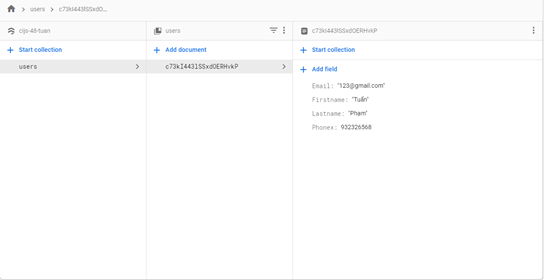 users
c73kI443lSSxdO...
cijs-48-tuan
users
c73kI443lSSxdOERHvkP
Start collection
Add document
Start collection
users
c73kI443lSSxdOERHvkP
Add field
Email: "123@gmail.com"
Firstname: "Tuấn"
Lastname: "Phạm"
Phonex: 932326568